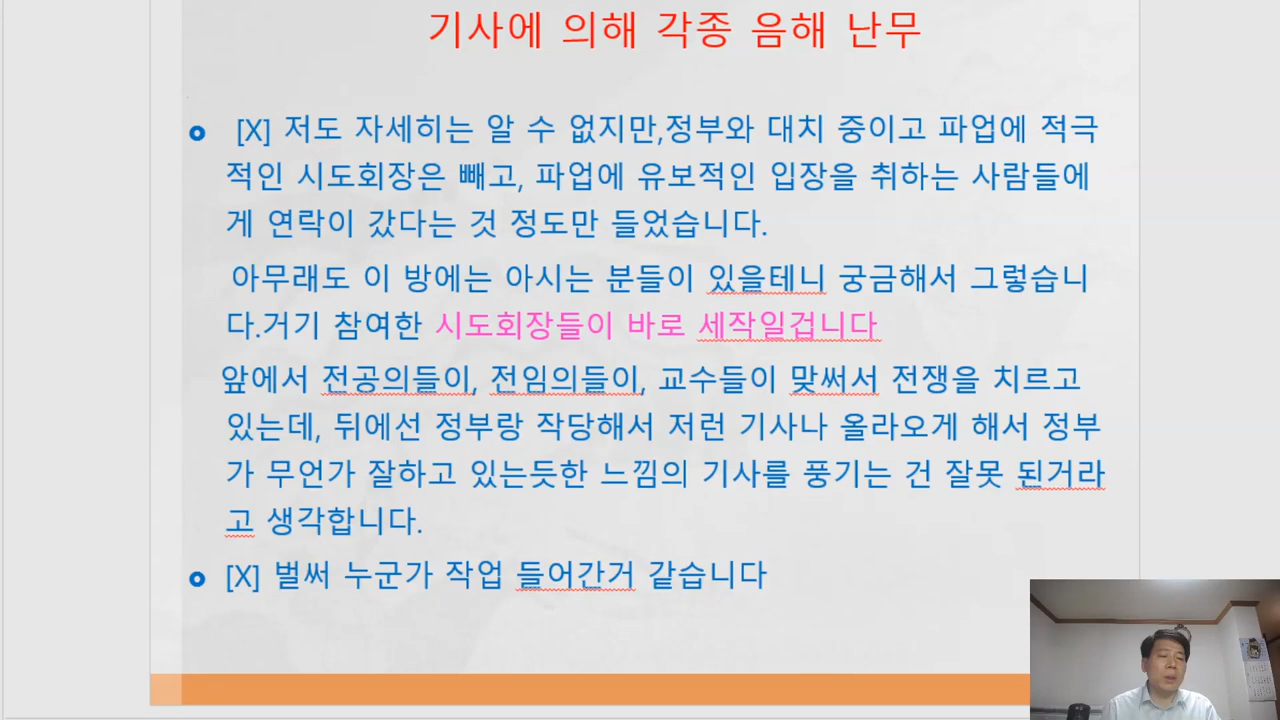 기사에 의해 각종 음해 난무
[X] 저도 자세히는 알 수 없지만,정부와 대치 중이고 파업에 적극
적인 시도회장은 빼고, 파업에 유보적인 입장을 취하는 사람들에
게 연락이 갔다는 것 정도만 들었습니다.
아무래도 이 방에는 아시는 분들이 있을테니 궁금해서 그렇습니
다.거기 참여한 시도회장들이 바로 세작일겁니다
앞에서 전공의들이, 전임의들이, 교수들이 맞써서 전쟁을 치르고
있는데, 뒤에선 정부랑 작당해서 저런 기사나 올라오게 해서 정부
가 무언가 잘하고 있는듯한 느낌의 기사를 풍기는 건 잘못 된거라
고 생각합니다.
[X] 벌써 누군가 작업 들어간거 같습니다